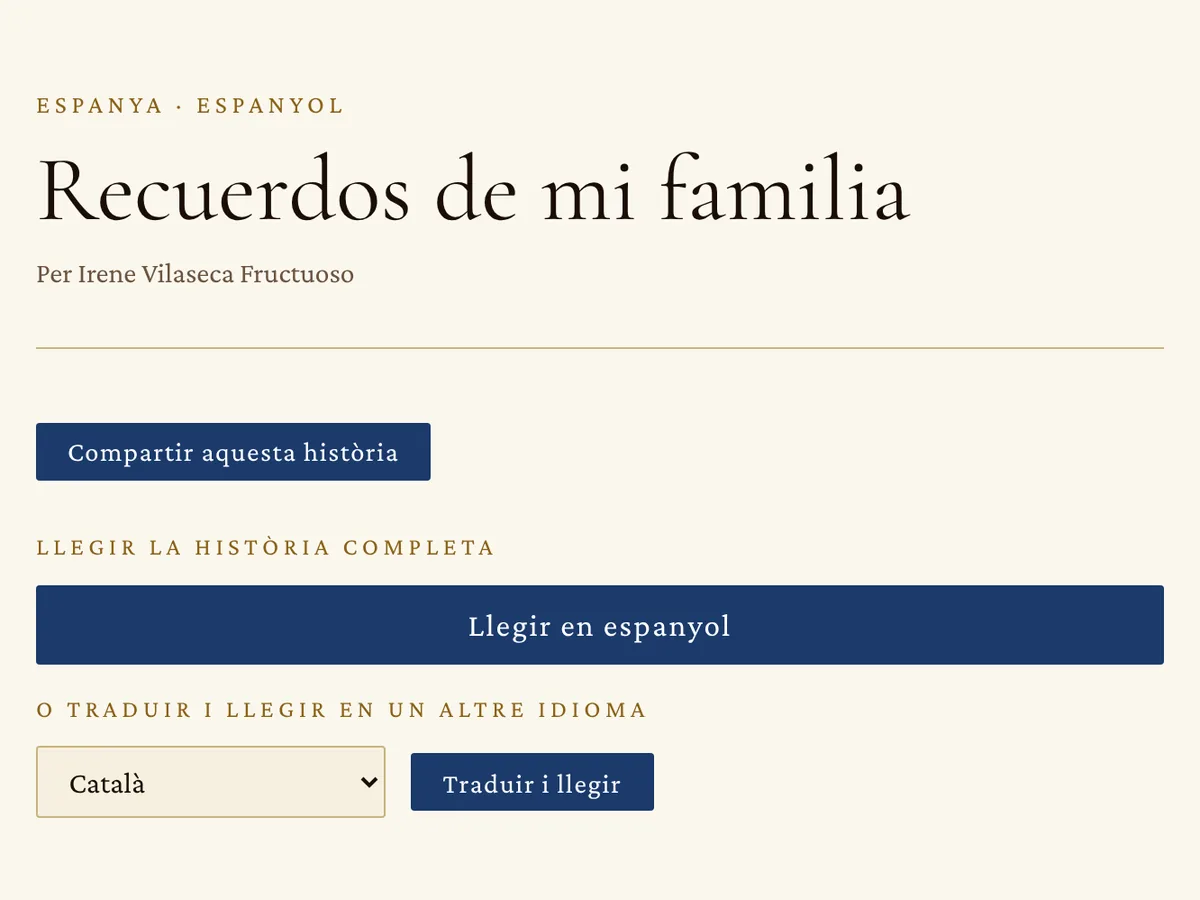 ESPANYA · ESPANYOL
Recuerdos de mi familia
Per Irene Vilaseca Fructuoso
Compartir aquesta història
LLEGIR LA HISTÒRIA COMPLETA
Llegir en espanyol
O TRADUIR I LLEGIR EN UN ALTRE IDIOMA
Català
Traduir i llegir